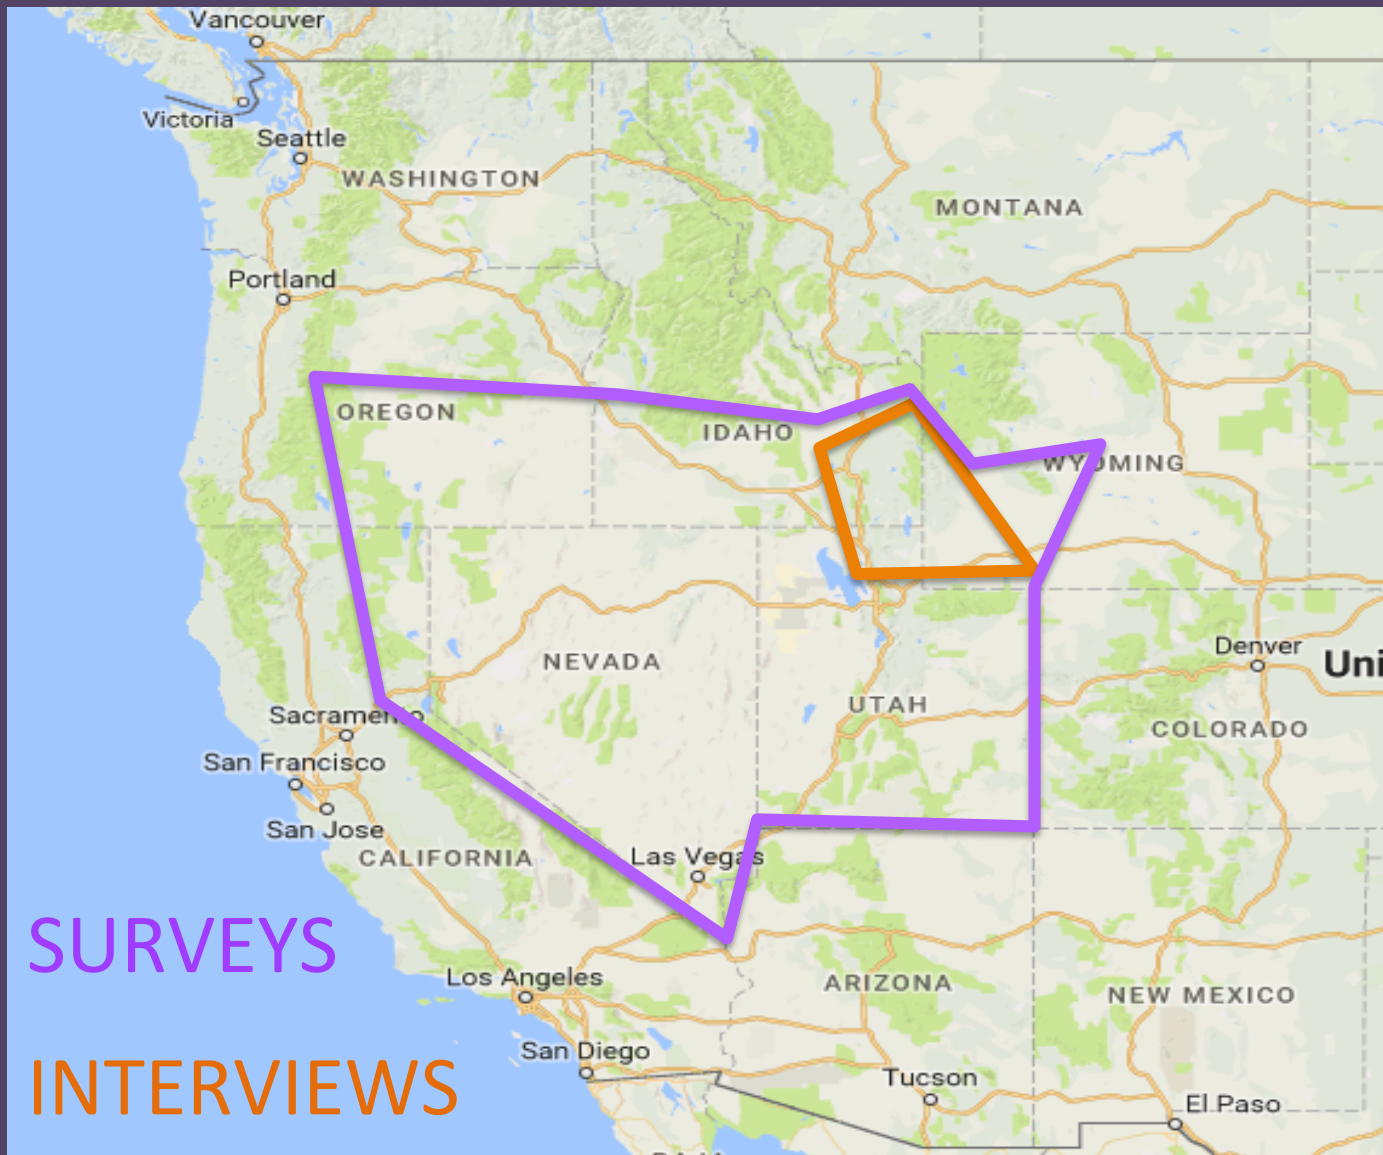 Vancouver
Victoria
Seattle
WASHINGTON
MONTANA
Portland
OREGON
IDAHO
WYOMING
NEVADA
Denver
Uni
UTAH
Sacramento
COLORADO
San Francisco
San Jose
CALIFORNIA
Las Vegas
SURVEYS
Los Angeles
ARIZONA
NEW MEXICO
San Diego
INTERVIEWS
Tucson
El Paso